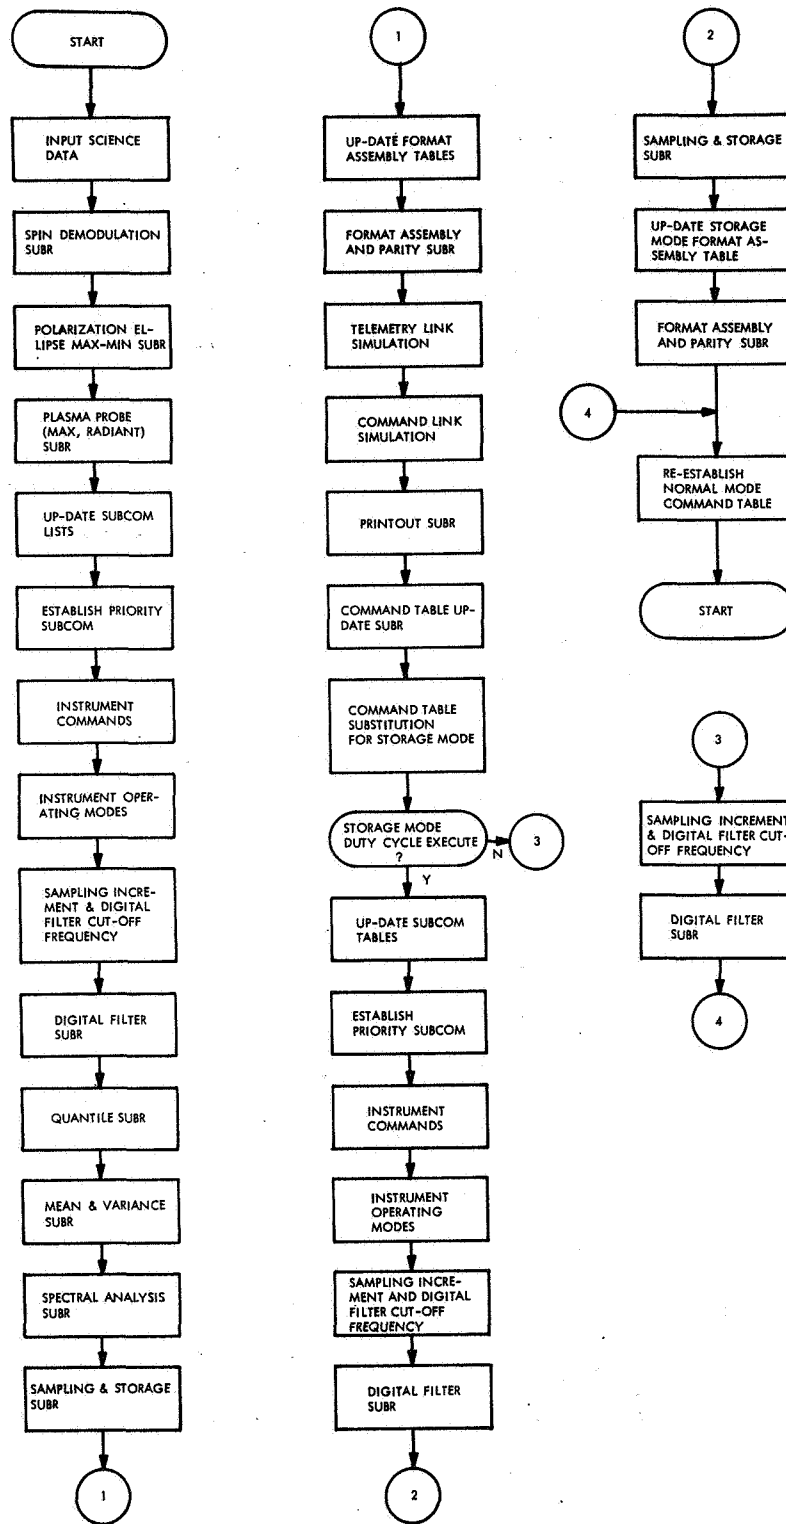 START
INPUT SCIENCE
DATA
SPIN DEMODULATION
SUBR
POLARIZATION EL-
LIPSE MAX-MIN SUBR
PLASMA PROBE
(MAX, RADIANT)
SUBR
UP-DATE SUBCOM
LISTS
ESTABLISH PRIORITY
SUBCOM
INSTRUMENT
COMMANDS
INSTRUMENT OPER-
ATING MODES
SAMPLING INCRE-
MENT & DIGITAL
FILTER CUT-OFF
FREQUENCY
DIGITAL FILTER
SUBR
QUANTILE SUBR
MEAN & VARIANCE
SUBR
SPECTRAL ANALYSIS
SUBR
SAMPLING & STORAGE
SUBR
1
1
UP-DATE FORMAT
ASSEMBLY TABLES
FORMAT ASSEMBLY
AND PARITY SUBR
TELEMETRY LINK
SIMULATION
COMMAND LINK
SIMULATION
PRINTOUT SUBR
COMMAND TABLE UP-
DATE SUBR
COMMAND TABLE
SUBSTITUTION
FOR STORAGE MODE
STORAGE MODE
DUTY CYCLE EXECUTE
?
N
3
Y
UP-DATE SUBCOM
TABLES
ESTABLISH
PRIORITY SUBCOM
INSTRUMENT
COMMANDS
INSTRUMENT
OPERATING
MODES
SAMPLING INCRE-
MENT AND DIGITAL
FILTER CUT-OFF
FREQUENCY
DIGITAL FILTER
SUBR
2
2
SAMPLING & STORAGE
SUBR
UP-DATE STORAGE
MODE FORMAT AS-
SEMBLY TABLE
FORMAT ASSEMBLY
AND PARITY SUBR
4
RE-ESTABLISH
NORMAL MODE
COMMAND TABLE
START
3
SAMPLING INCREMENT
& DIGITAL FILTER CUT-
OFF FREQUENCY
DIGITAL FILTER
SUBR
4